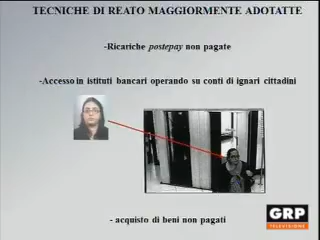 TECNICHE DI REATO MAGGIORMENTE ADOTATTE
-Ricariche postepay non pagate
-Accesso in istituti bancari operando su conti di ignari cittadini
- acquisto di beni non pagati
GRP
TELEVISIONE